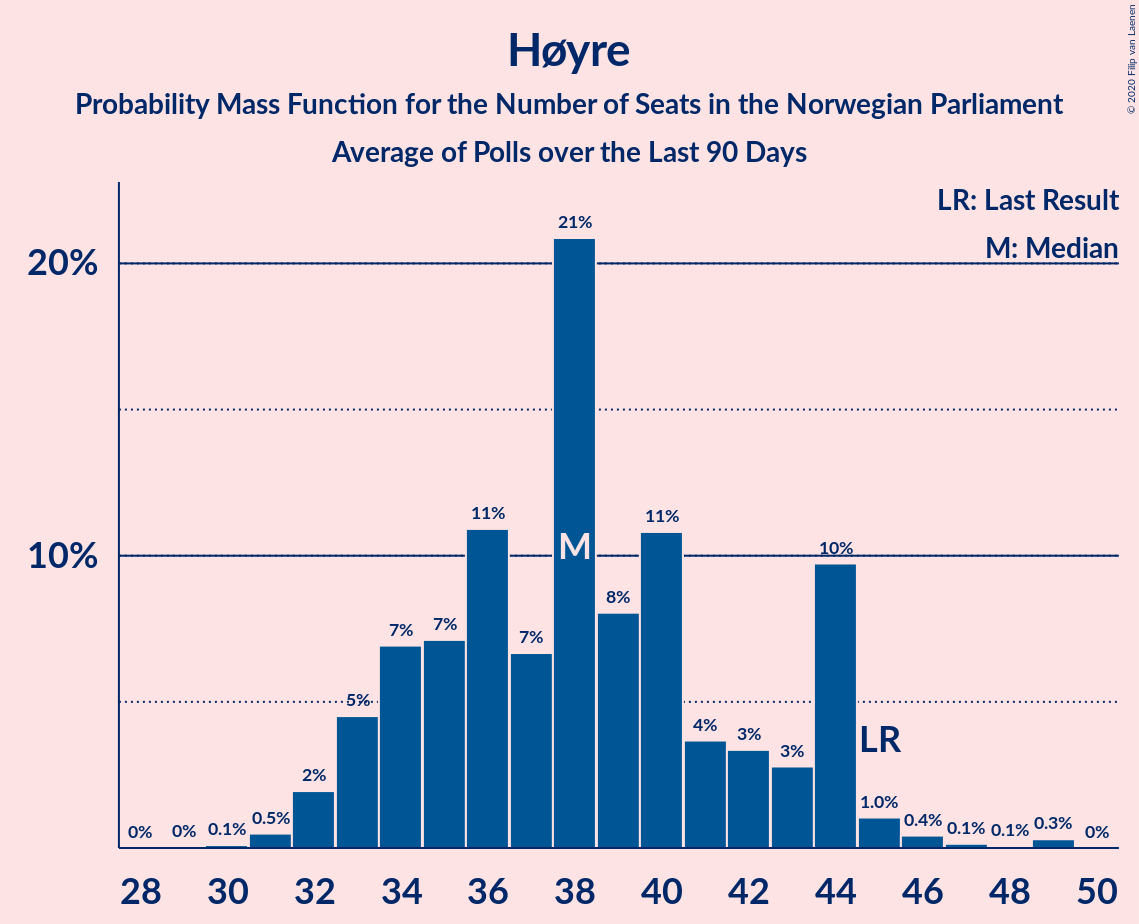 Høyre
Probability Mass Function for the Number of Seats in the Norwegian Parliament
Average of Polls over the Last 90 Days
© 2020 Filip van Laenen
LR: Last Result
M: Median
20%
10%
0% 0% 0.1% 0.5% 2% 5% 7% 7% 11% 7% 21% 8% 11% 4% 3% 3% 10% 1.0% 0.4% 0.1% 0.1% 0.3% 0%
M
LR
28 30 32 34 36 38 40 42 44 46 48 50